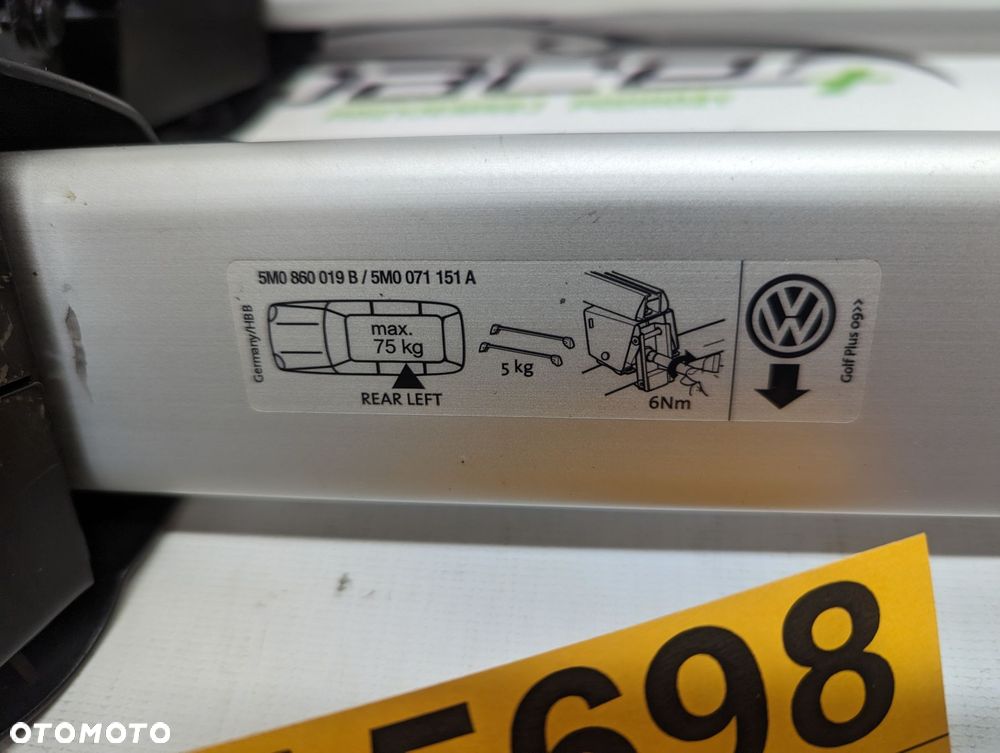 5M0 860 019 B / 5M0 071 151 A
Germany/HBB
max.
75 kg
REAR LEFT
5 kg
6Nm
Golf Plus 09>>
5698
OTOMOTO